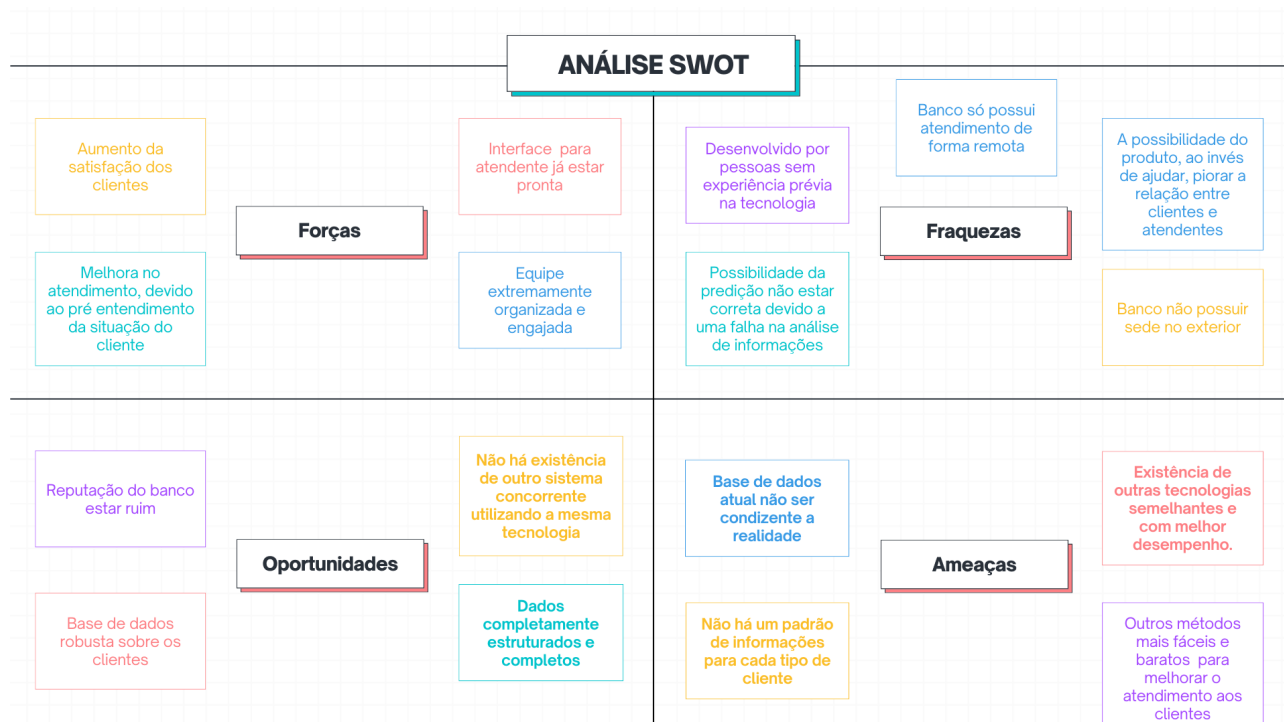 ANÁLISE SWOT
Aumento da
satisfação dos
clientes
Interface para
atendente já estar
pronta
Forças
Melhora no
atendimento, devido
ao pré entendimento
da situação do
cliente
Equipe
extremamente
organizada e
engajada
Desenvolvido por
pessoas sem
experiência prévia
na tecnologia
Banco só possui
atendimento de
forma remota
A possibilidade do
produto, ao invés
de ajudar, piorar a
relação entre
clientes e
atendentes
Fraquezas
Possibilidade da
predição não estar
correta devido a
uma falha na análise
de informações
Banco não possuir
sede no exterior
Reputação do banco
estar ruim
Não há existência
de outro sistema
concorrente
utilizando a mesma
tecnologia
Oportunidades
Base de dados
robusta sobre os
clientes
Dados
completamente
estruturados e
completos
Base de dados
atual não ser
condizente a
realidade
Existência de
outras tecnologias
semelhantes e
com melhor
desempenho.
Ameaças
Não há um padrão
de informações
para cada tipo de
cliente
Outros métodos
mais fáceis e
baratos para
melhorar o
atendimento aos
clientes